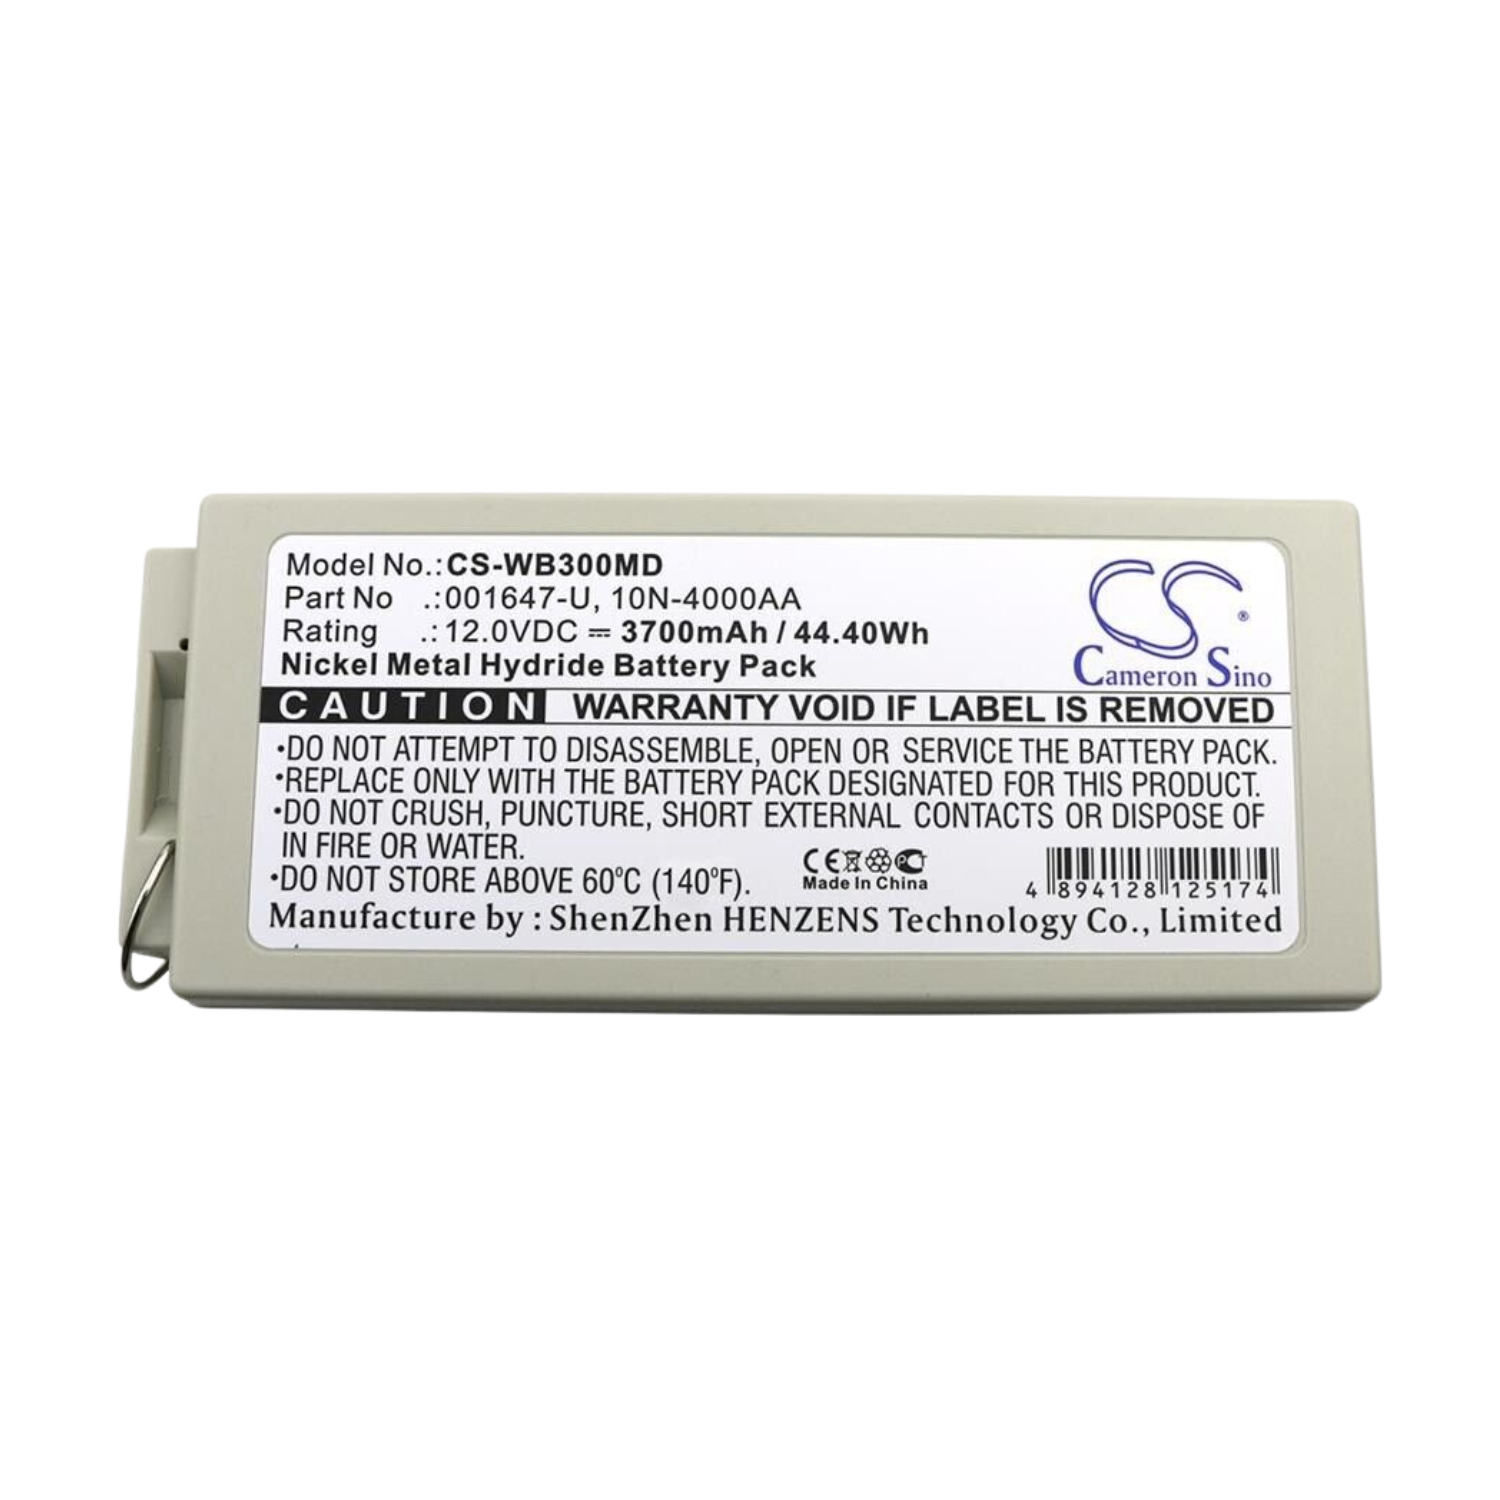 Model No.:CS-WB300MD
Part No .:001647-U, 10N-4000AA
Rating .:12.0VDC ⎓ 3700mAh / 44.40Wh
Nickel Metal Hydride Battery Pack
CS ®
Cameron Sino
CAUTION WARRANTY VOID IF LABEL IS REMOVED
•DO NOT ATTEMPT TO DISASSEMBLE, OPEN OR SERVICE THE BATTERY PACK.
•REPLACE ONLY WITH THE BATTERY PACK DESIGNATED FOR THIS PRODUCT.
•DO NOT CRUSH, PUNCTURE, SHORT EXTERNAL CONTACTS OR DISPOSE OF
IN FIRE OR WATER.
•DO NOT STORE ABOVE 60°C (140°F).
CE PCT
Made In China
4 894128 125174
Manufacture by : ShenZhen HENZENS Technology Co., Limited